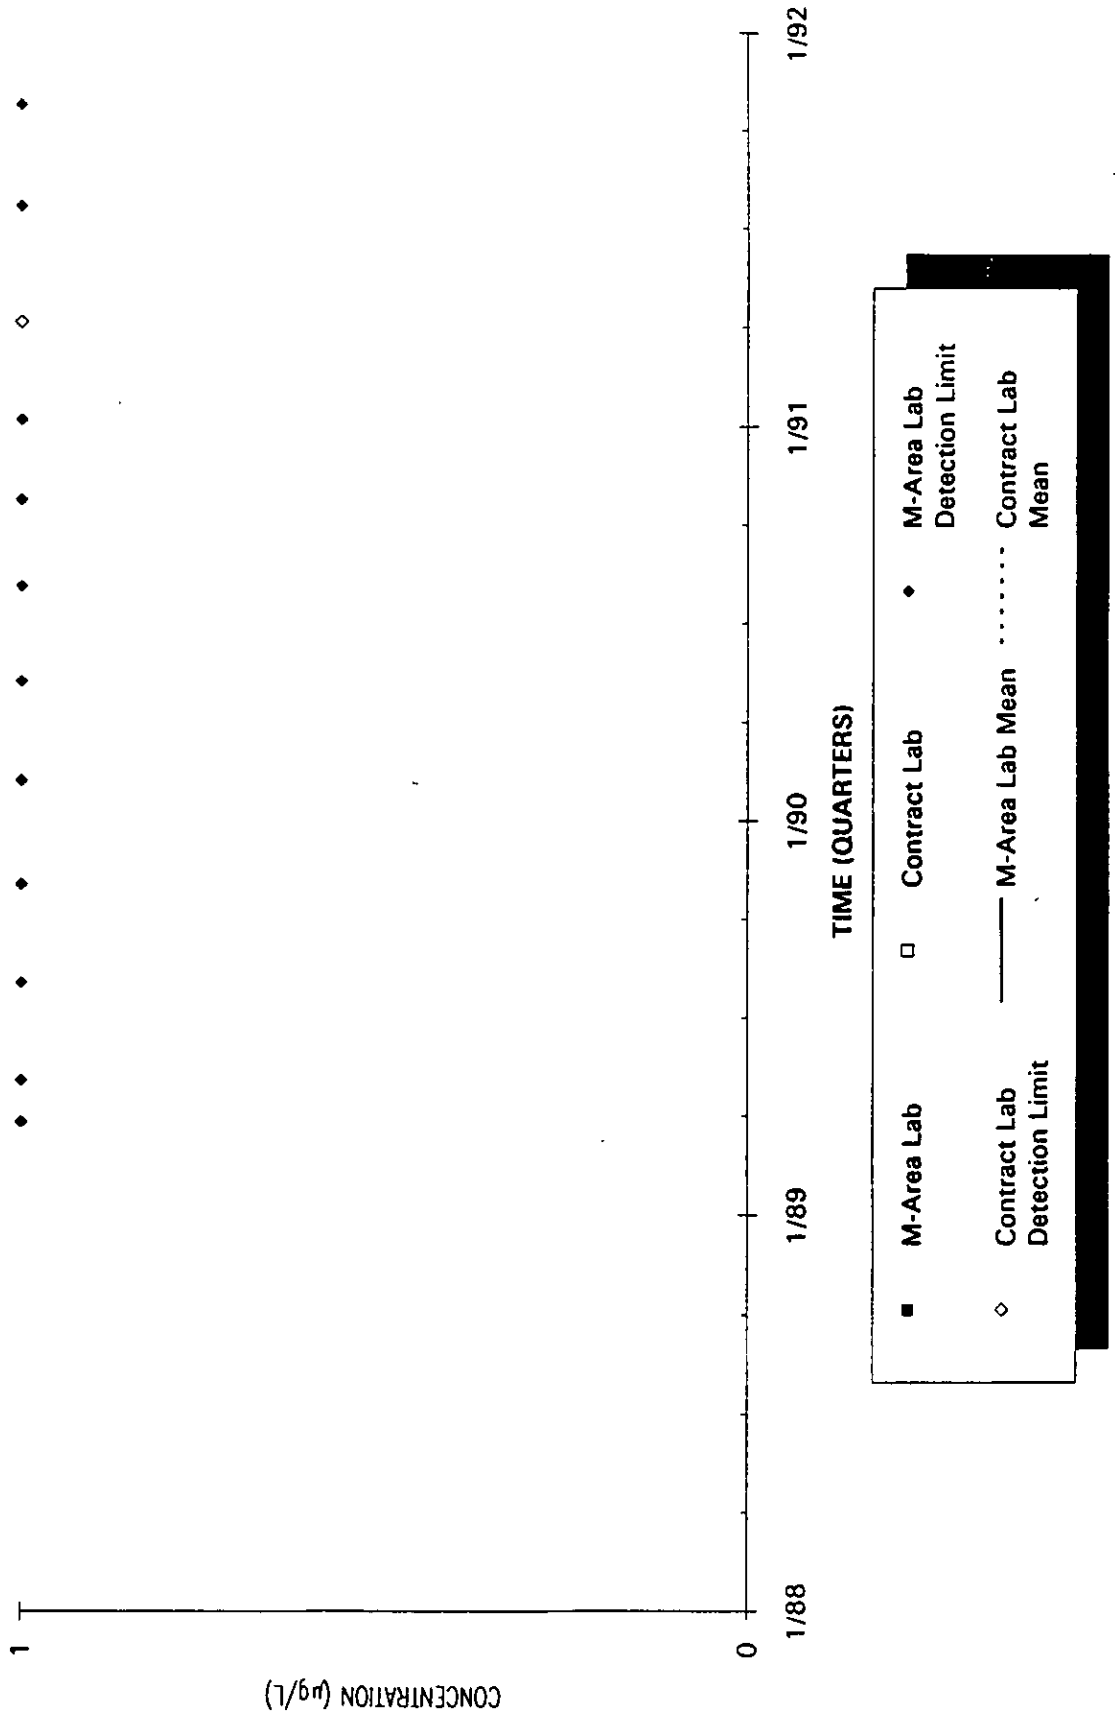 CONCENTRATION (µg/L)
1
0
1/88
1/89
1/90
1/91
1/92
TIME (QUARTERS)
M-Area Lab
Contract Lab
M-Area Lab
Detection Limit
Contract Lab
Detection Limit
M-Area Lab Mean
Contract Lab
Mean